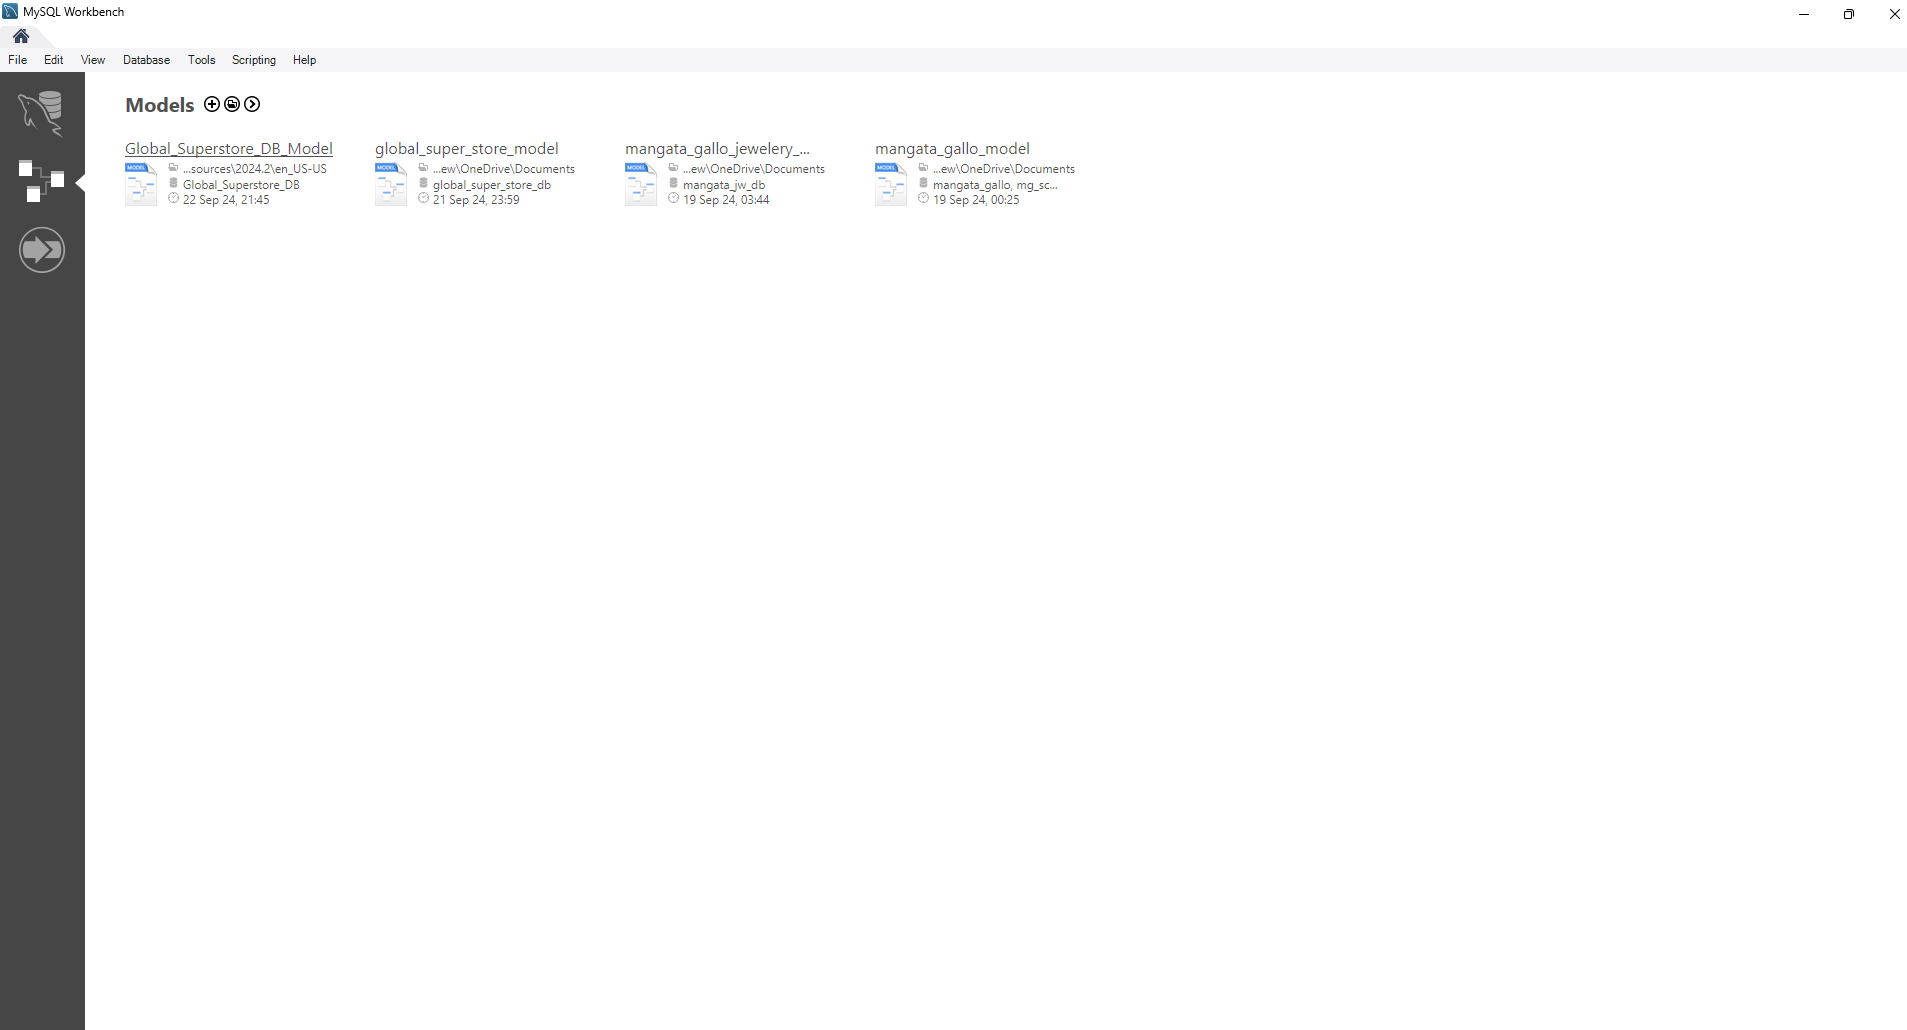 MySQL Workbench
File Edit View Database Tools Scripting Help
Models
Global_Superstore_DB_Model
MODEL
...sources\2024.2\en_US-US
Global_Superstore_DB
22 Sep 24, 21:45
global_super_store_model
MODEL
...ew\OneDrive\Documents
global_super_store_db
21 Sep 24, 23:59
mangata_gallo_jewelery_...
MODEL
...ew\OneDrive\Documents
mangata_jw_db
19 Sep 24, 03:44
mangata_gallo_model
MODEL
...ew\OneDrive\Documents
mangata_gallo, mg_sc...
19 Sep 24, 00:25